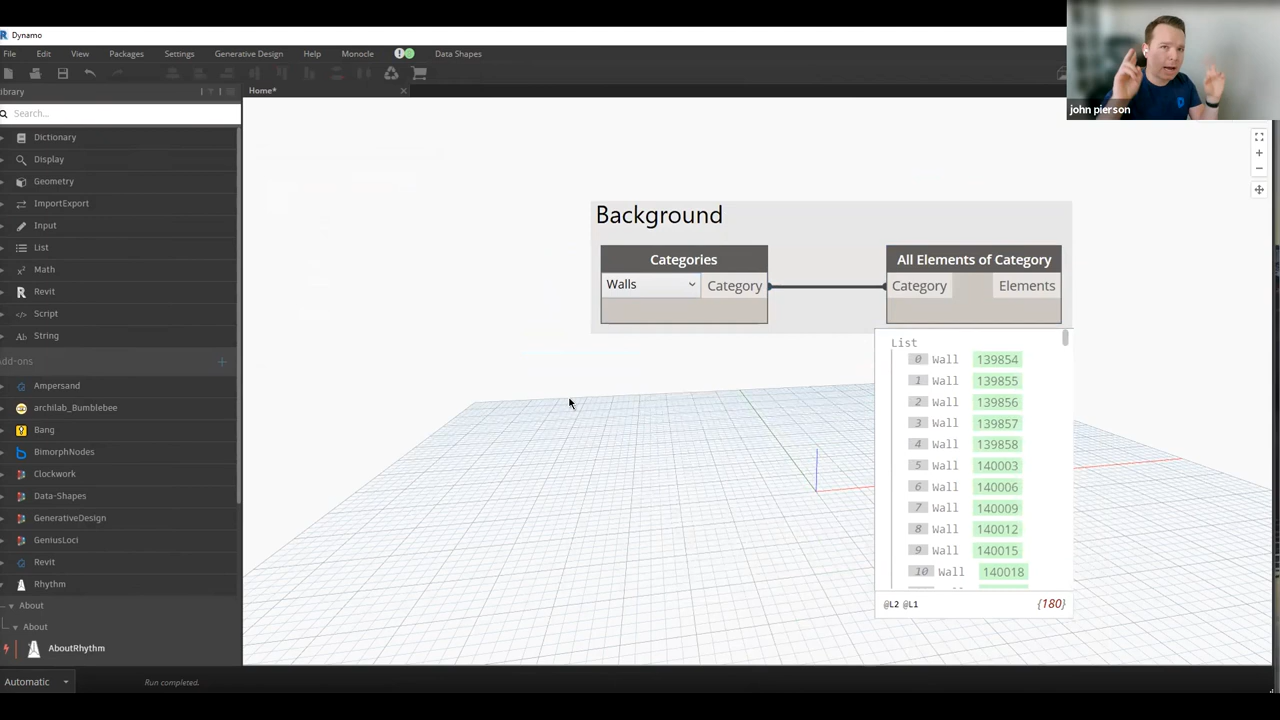 Dynamo
File Edit View Packages Settings Generative Design Help Monocle Data Shapes
john pierson
ibrary
Home*
Search...
Dictionary
Display
Geometry
ImportExport
Input
List
Math
Revit
Script
Ab String
Add-ons
Ampersand
archilab_Bumblebee
Bang
BimorphNodes
Clockwork
Data-Shapes
GenerativeDesign
GeniusLoci
Revit
Rhythm
About
About
AboutRhythm
Automatic
Run completed.
Background
Categories
Walls
Category
All Elements of Category
Category
Elements
List
0 Wall 139854
1 Wall 139855
2 Wall 139856
3 Wall 139857
4 Wall 139858
5 Wall 140003
6 Wall 140006
7 Wall 140009
8 Wall 140012
9 Wall 140015
10 Wall 140018
@L2 @L1
{180}